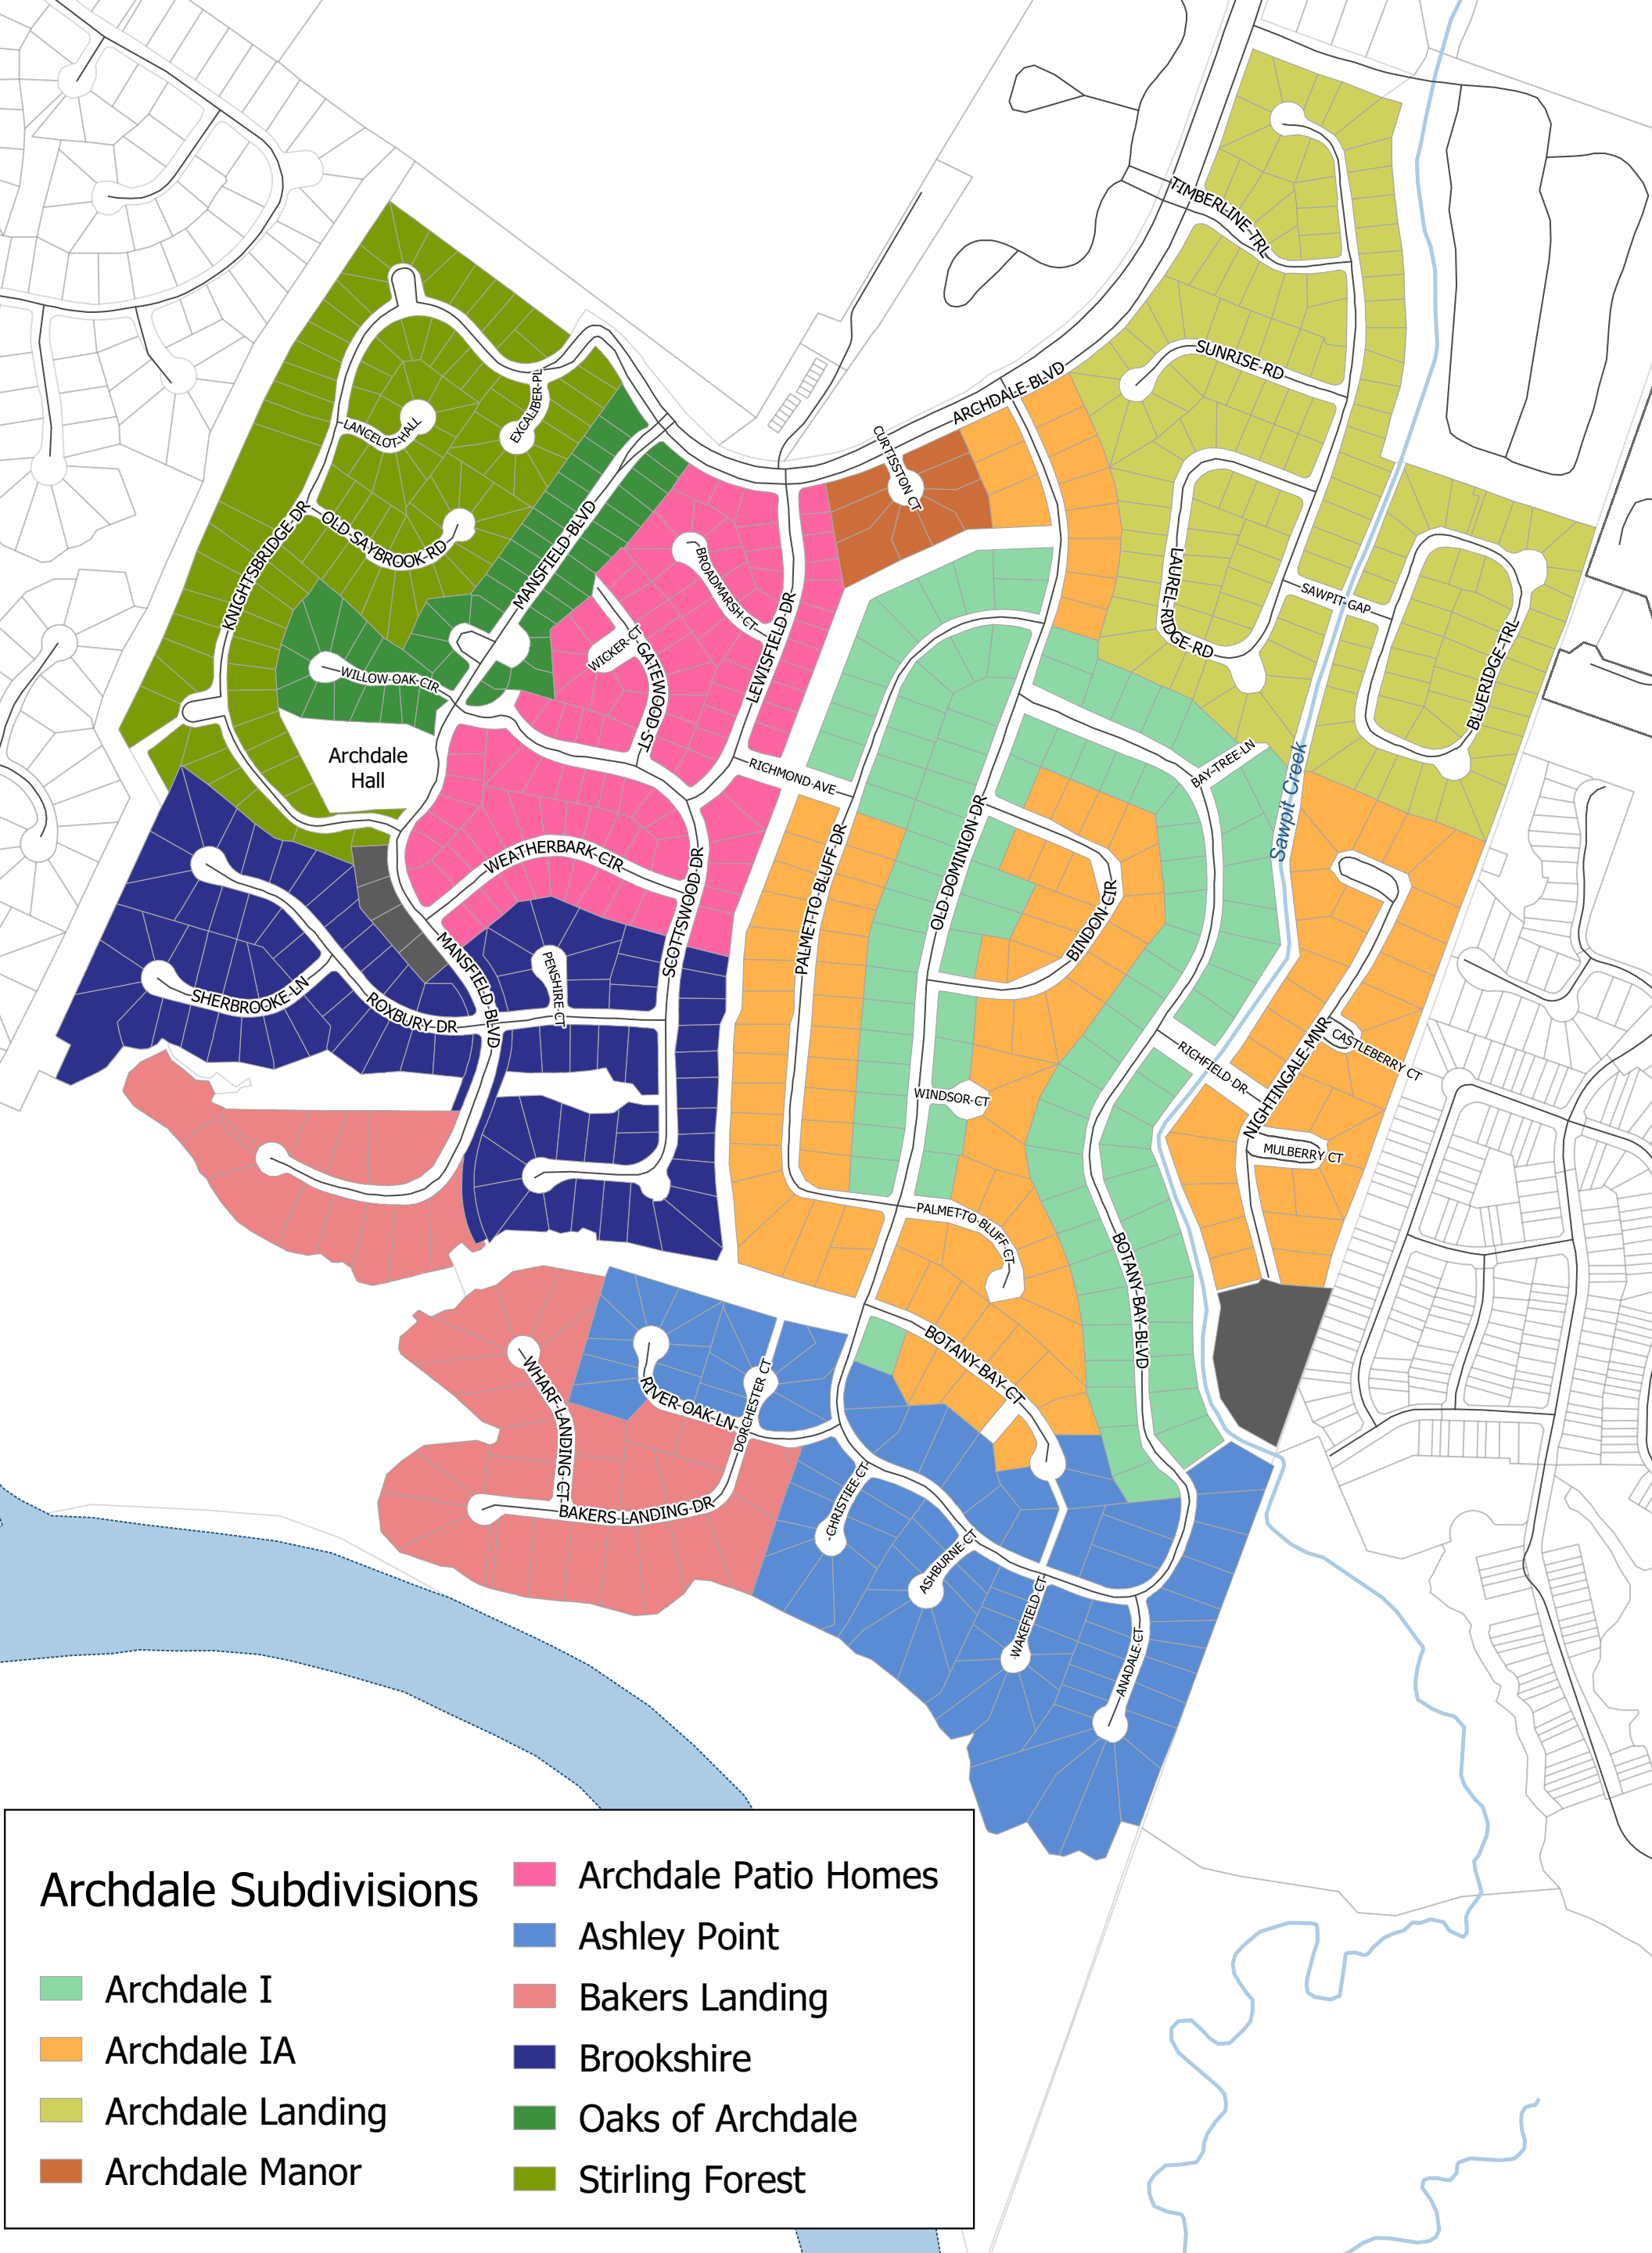 TIMBERLINE-TRL
SUNRISE-RD
ARCHDALE-BLVD
EXCALIBER-PL
LANCELOT-HALL
CURTISSTON CT
KNIGHTSBRIDGE-DR
OLD-SAYBROOK-RD
MANSFIELD-BLVD
BROADMARSH-CT
LAUREL-RIDGE-RD
SAWPIT-GAP
BLUERIDGE-TRL
WICKER-CT
GATEWOOD-ST
LEWISFIELD-DR
WILLOW-OAK-CIR
Archdale
Hall
RICHMOND-AVE
BAY-TREE-LN
Sawpit Creek
WEATHERBARK-CIR
PALMETTO-BLUFF-DR
OLD-DOMINION-DR
BINDON-CIR
SCOTTSWOOD-DR
MANSFIELD-BLVD
PENSHIRE-CT
SHERBROOKE-LN
ROXBURY DR
CASTLEBERRY CT
RICHFIELD-DR
NIGHTINGALE-MNR
WINDSOR-CT
MULBERRY CT
PALMETTO-BLUFF-CT
BOTANY-BAY-BLVD
BOTANY-BAY-CT
WHARF-LANDING-CT
RIVER-OAK-LN
DORCHESTER CT
BAKERS-LANDING-DR
CHRISTIEE-CT
ASHBURNE-CT
WAKEFIELD-CT
ANADALE-CT
Archdale Subdivisions
Archdale I
Archdale IA
Archdale Landing
Archdale Manor
Archdale Patio Homes
Ashley Point
Bakers Landing
Brookshire
Oaks of Archdale
Stirling Forest